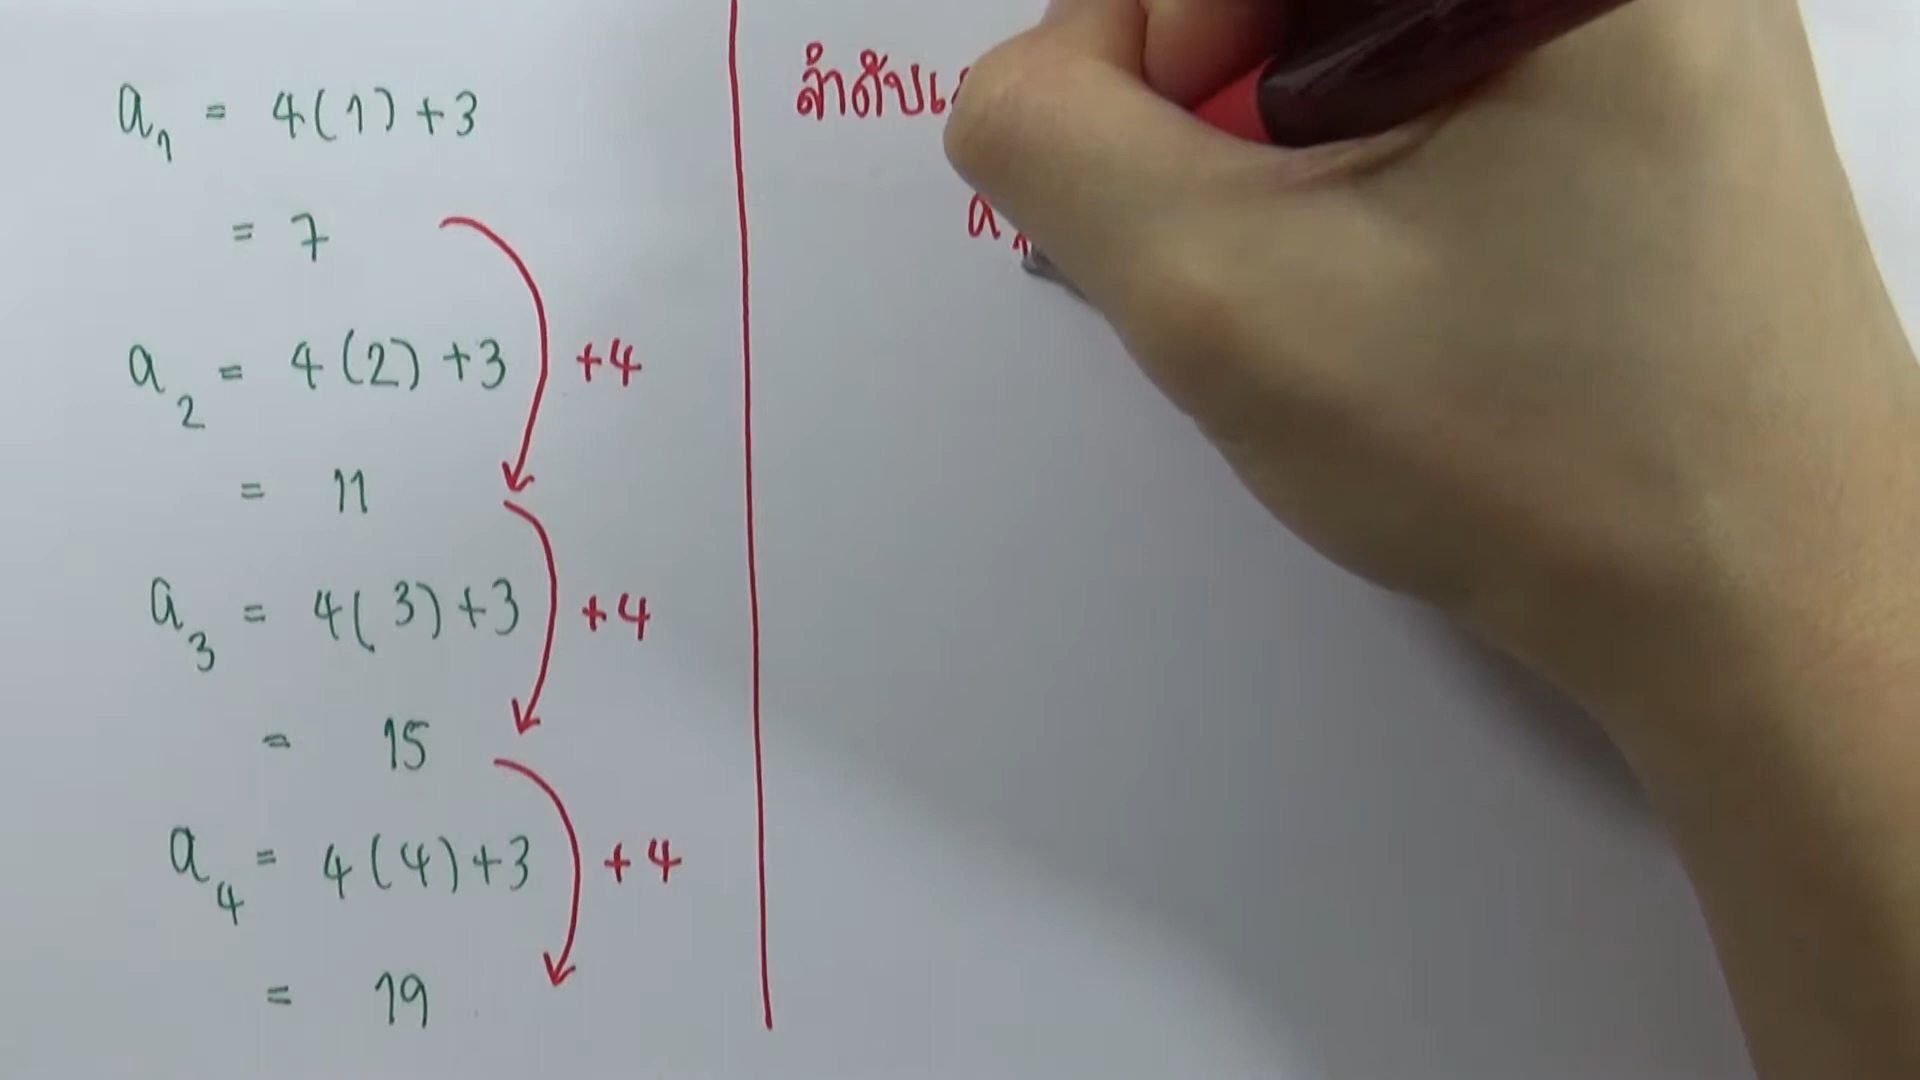 a₁ = 4(1)+3
= 7
+4
a₂ = 4(2)+3
= 11
+4
a₃ = 4(3)+3
= 15
+4
a₄ = 4(4)+3
= 19
ลำดับ
a